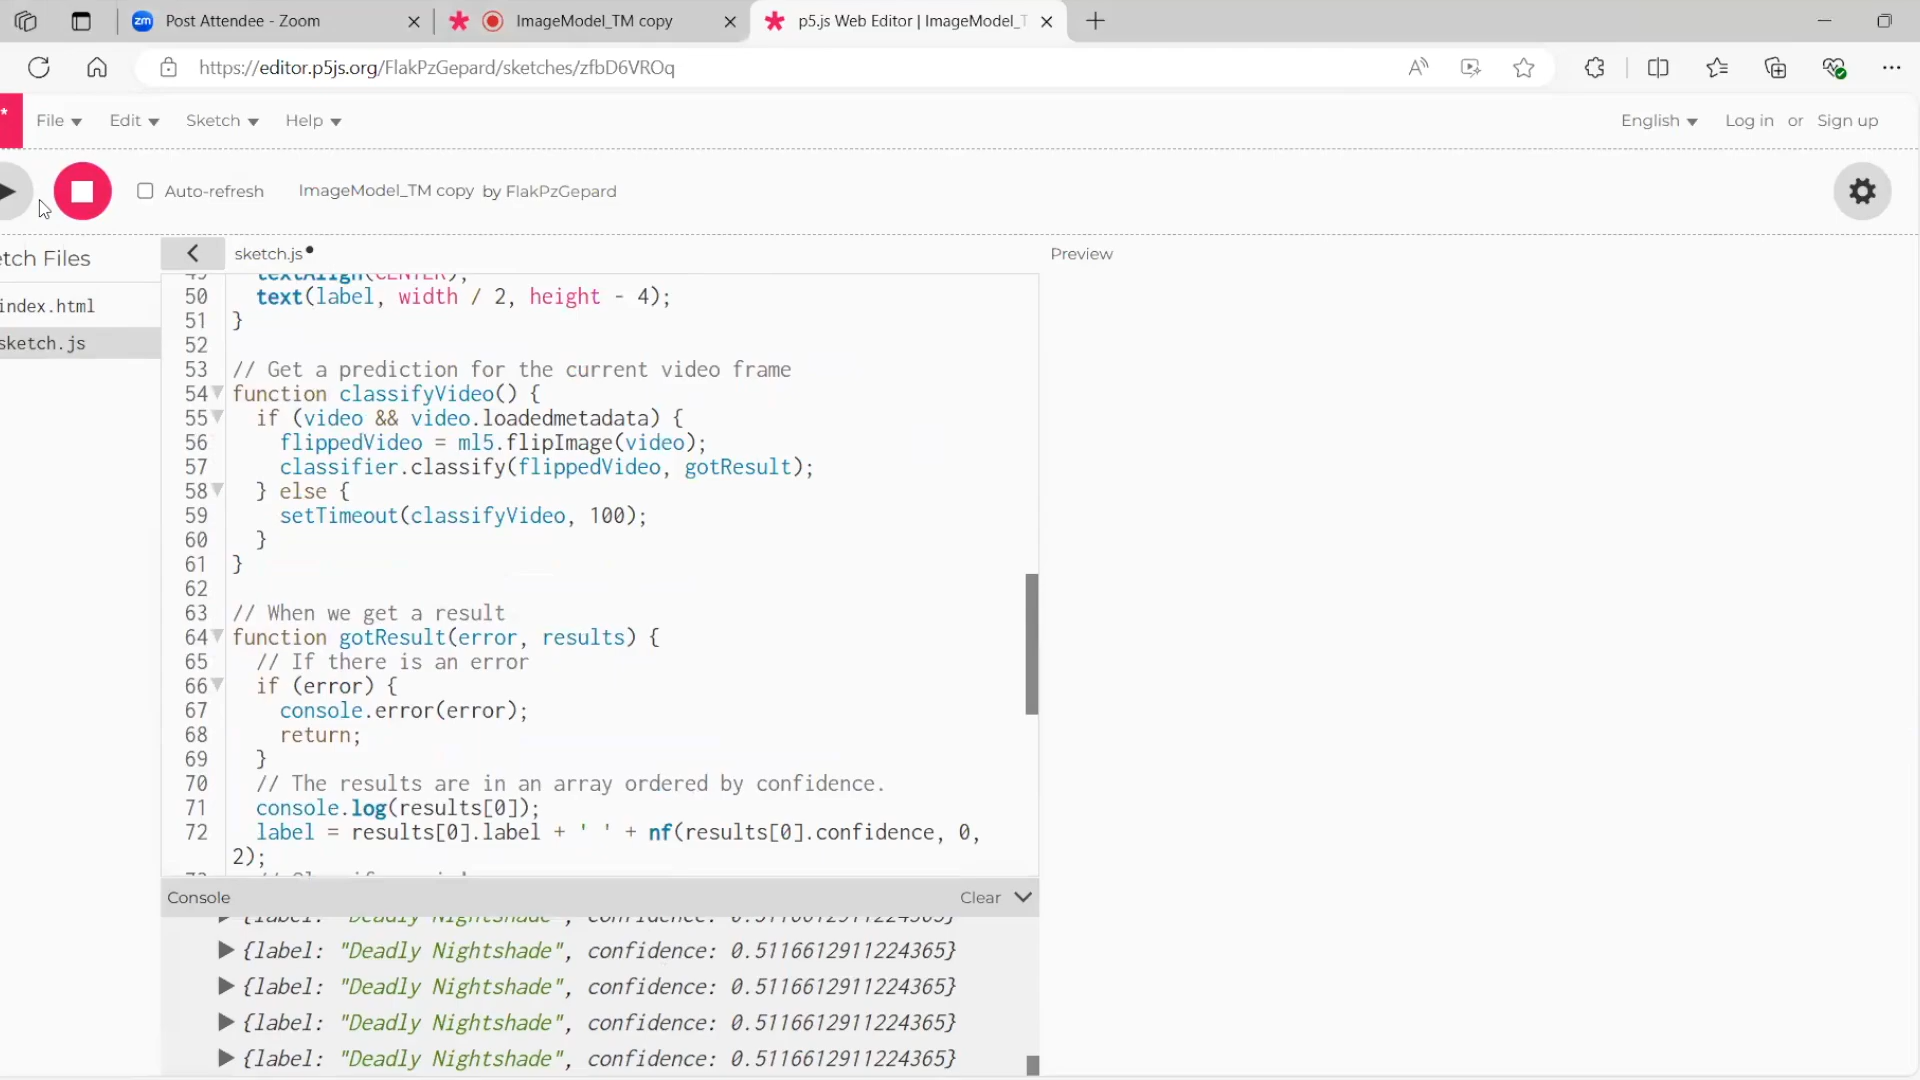 zm Post Attendee - Zoom
ImageModel_TM copy
p5.js Web Editor | ImageModel_T
https://editor.p5js.org/FlakPzGepard/sketches/zfbD6VROq
File
Edit
Sketch
Help
English
Log in or Sign up
Auto-refresh
ImageModel_TM copy by FlakPzGepard
etch Files
sketch.js
Preview
index.html
sketch.js
49 textAlign(CENTER);
50 text(label, width / 2, height - 4);
51 }
52
53 // Get a prediction for the current video frame
54 function classifyVideo() {
55 if (video && video.loadedmetadata) {
56 flippedVideo = ml5.flipImage(video);
57 classifier.classify(flippedVideo, gotResult);
58 } else {
59 setTimeout(classifyVideo, 100);
60 }
61 }
62
63 // When we get a result
64 function gotResult(error, results) {
65 // If there is an error
66 if (error) {
67 console.error(error);
68 return;
69 }
70 // The results are in an array ordered by confidence.
71 console.log(results[0]);
72 label = results[0].label + ' ' + nf(results[0].confidence, 0,
2);
Console
Clear
{label: "Deadly Nightshade", confidence: 0.5116612911224365}
{label: "Deadly Nightshade", confidence: 0.5116612911224365}
{label: "Deadly Nightshade", confidence: 0.5116612911224365}
{label: "Deadly Nightshade", confidence: 0.5116612911224365}
{label: "Deadly Nightshade", confidence: 0.5116612911224365}